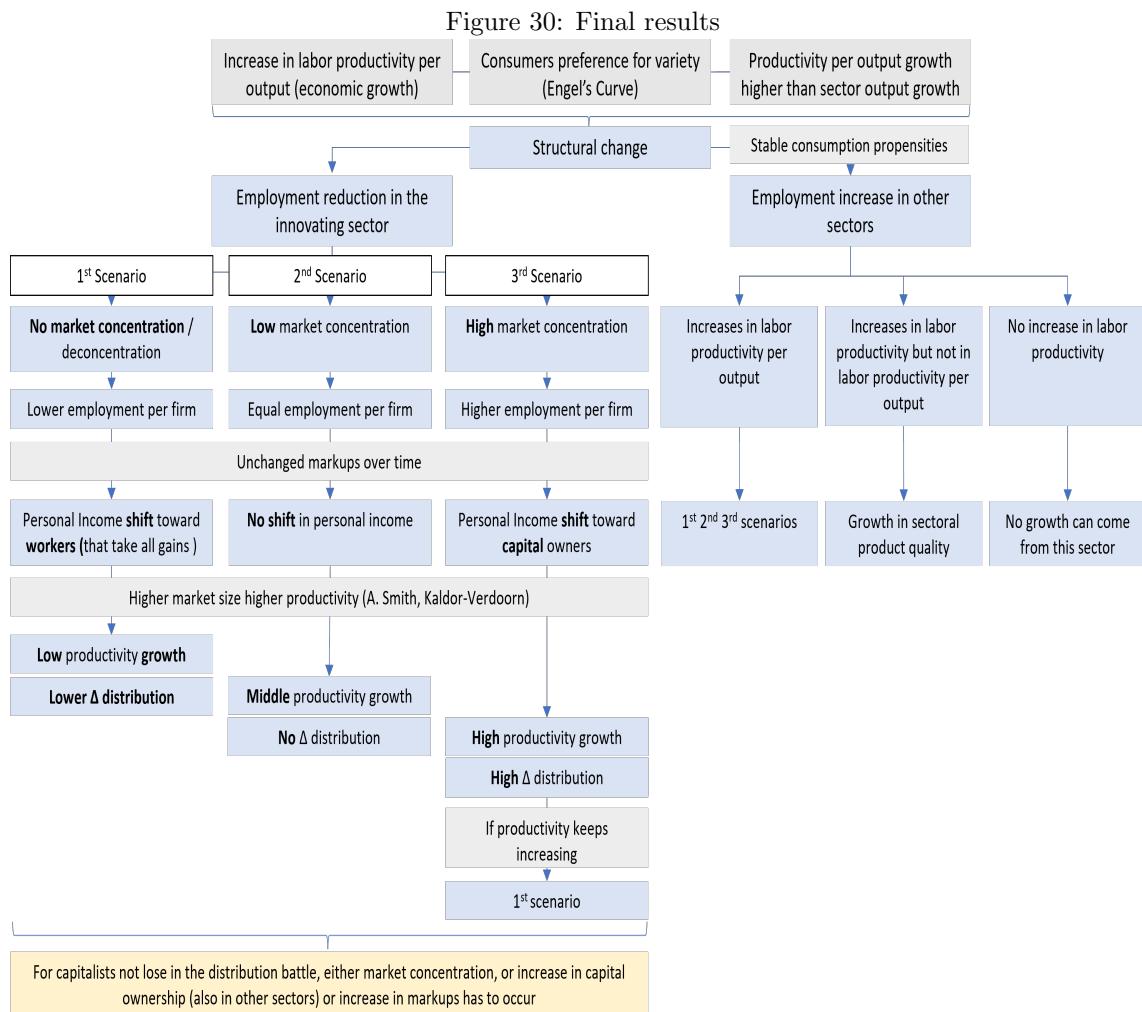 Figure 30: Final results
Increase in labor productivity per
output (economic growth)
Consumers preference for variety
(Engel's Curve)
Productivity per output growth
higher than sector output growth
Structural change
Stable consumption propensities
Employment reduction in the
innovating sector
Employment increase in other
sectors
1st Scenario
2nd Scenario
3rd Scenario
No market concentration /
deconcentration
Low market concentration
High market concentration
Increases in labor
productivity per
output
Increases in labor
productivity but not in
labor productivity per
output
No increase in labor
productivity
Lower employment per firm
Equal employment per firm
Higher employment per firm
Unchanged markups over time
Personal Income shift toward
workers (that take all gains )
No shift in personal income
Personal Income shift toward
capital owners
1st 2nd 3rd scenarios
Growth in sectoral
product quality
No growth can come
from this sector
Higher market size higher productivity (A. Smith, Kaldor-Verdoorn)
Low productivity growth
Lower Δ distribution
Middle productivity growth
No Δ distribution
High productivity growth
High Δ distribution
If productivity keeps
increasing
1st scenario
For capitalists not lose in the distribution battle, either market concentration, or increase in capital
ownership (also in other sectors) or increase in markups has to occur